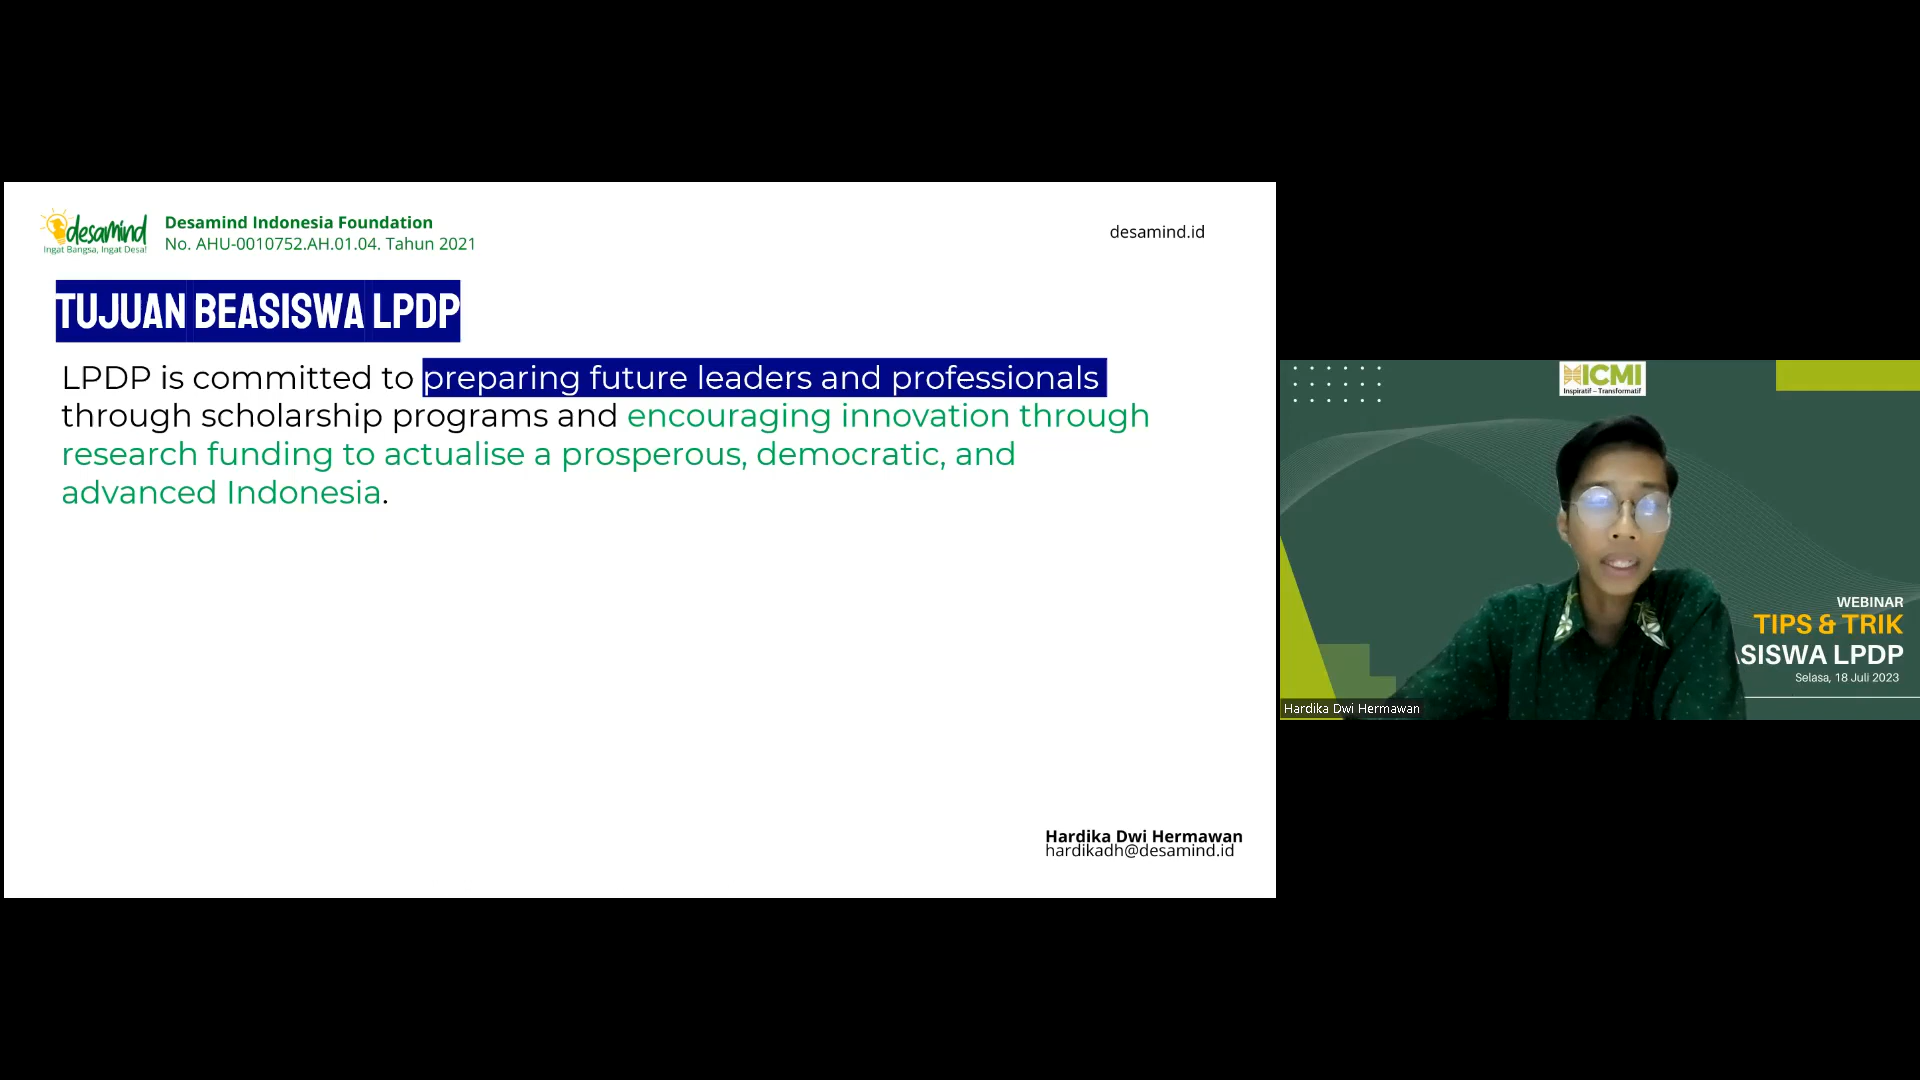 desamind
Ingat Bangsa, Ingat Desa!
Desamind Indonesia Foundation
No. AHU-0010752.AH.01.04. Tahun 2021
desamind.id
TUJUAN BEASISWA LPDP
LPDP is committed to preparing future leaders and professionals
through scholarship programs and encouraging innovation through
research funding to actualise a prosperous, democratic, and
advanced Indonesia.
Hardika Dwi Hermawan
hardikadh@desamind.id
ICMI
Inspiratif – Transformatif
WEBINAR
TIPS & TRIK
ASISWA LPDP
Selasa, 18 Juli 2023
Hardika Dwi Hermawan